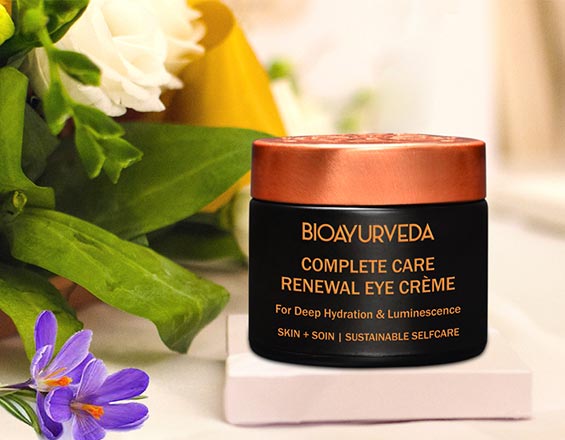 BIOAYURVEDA
COMPLETE CARE
RENEWAL EYE CRÈME
For Deep Hydration & Luminescence
SKIN + SOIN | SUSTAINABLE SELFCARE